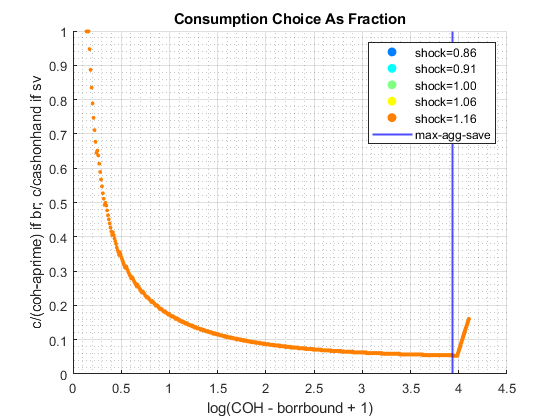 Consumption Choice As Fraction
c/(coh-aprime) if br, c/cashonhand if sv
1
0.9
0.8
0.7
0.6
0.5
0.4
0.3
0.2
0.1
0
shock=0.86
shock=0.91
shock=1.00
shock=1.06
shock=1.16
max-agg-save
0 0.5 1 1.5 2 2.5 3 3.5 4 4.5
log(COH - borrbound + 1)